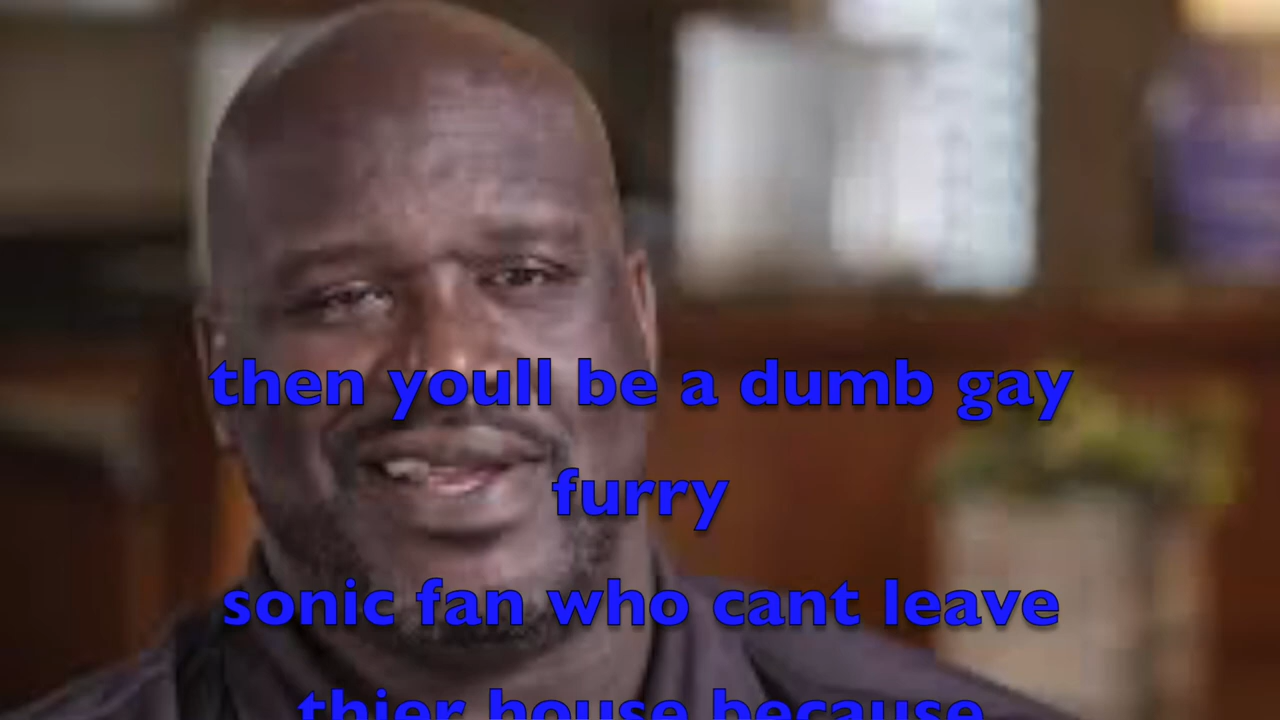 then youll be a dumb gay
furry
sonic fan who cant leave
thier house because